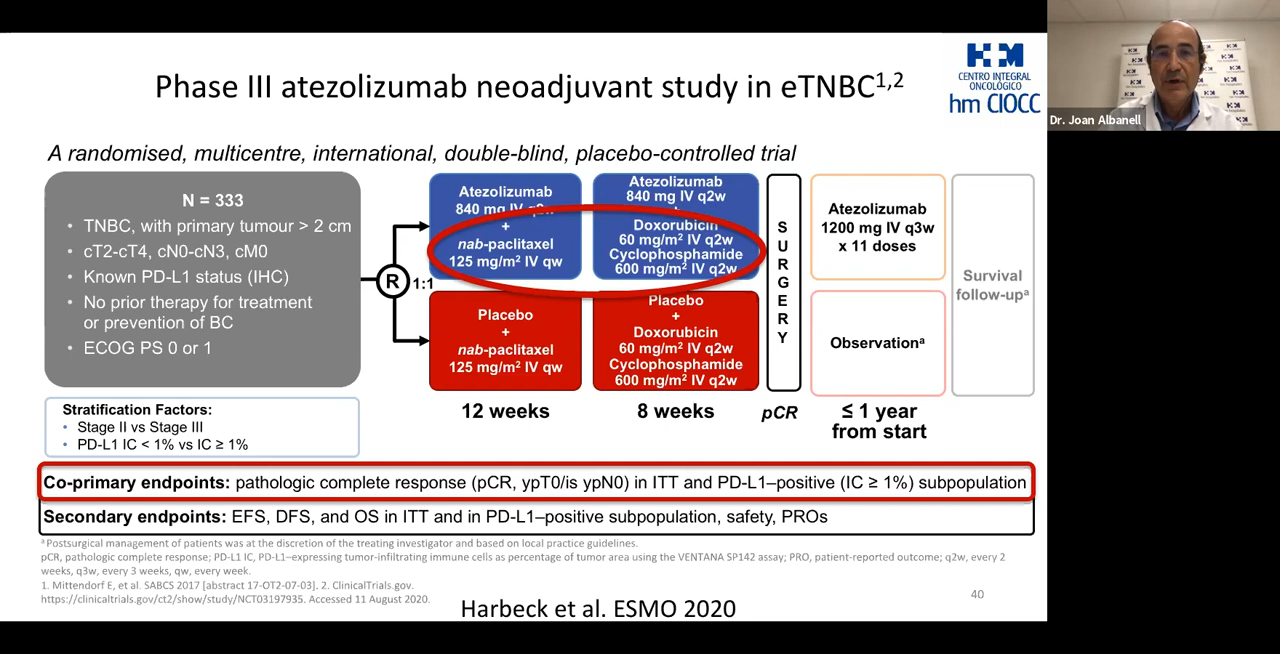 Phase III atezolizumab neoadjuvant study in eTNBC1,2
HM
CENTRO INTEGRAL
ONCOLÓGICO
hm CIOCC
Dr. Joan Albanell
A randomised, multicentre, international, double-blind, placebo-controlled trial
N = 333
• TNBC, with primary tumour > 2 cm
• cT2-cT4, cN0-cN3, cM0
• Known PD-L1 status (IHC)
• No prior therapy for treatment
or prevention of BC
• ECOG PS 0 or 1
Stratification Factors:
• Stage II vs Stage III
• PD-L1 IC < 1% vs IC ≥ 1%
R
1:1
Atezolizumab
840 mg IV q2w
+
nab-paclitaxel
125 mg/m2 IV qw
Atezolizumab
840 mg IV q2w
+
Doxorubicin
60 mg/m2 IV q2w
Cyclophosphamide
600 mg/m2 IV q2w
Placebo
+
nab-paclitaxel
125 mg/m2 IV qw
Placebo
+
Doxorubicin
60 mg/m2 IV q2w
Cyclophosphamide
600 mg/m2 IV q2w
SURGERY
Atezolizumab
1200 mg IV q3w
x 11 doses
Observationa
Survival
follow-upa
12 weeks
8 weeks
pCR
≤ 1 year
from start
Co-primary endpoints: pathologic complete response (pCR, ypT0/is ypN0) in ITT and PD-L1–positive (IC ≥ 1%) subpopulation
Secondary endpoints: EFS, DFS, and OS in ITT and in PD-L1–positive subpopulation, safety, PROs
a Postsurgical management of patients was at the discretion of the treating investigator and based on local practice guidelines.
pCR, pathologic complete response; PD-L1 IC, PD-L1–expressing tumor-infiltrating immune cells as percentage of tumor area using the VENTANA SP142 assay; PRO, patient-reported outcome; q2w, every 2
weeks, q3w, every 3 weeks, qw, every week.
1. Mittendorf E, et al. SABCS 2017 [abstract 17-OT2-07-03]. 2. ClinicalTrials.gov.
https://clinicaltrials.gov/ct2/show/study/NCT03197935. Accessed 11 August 2020.
Harbeck et al. ESMO 2020
40